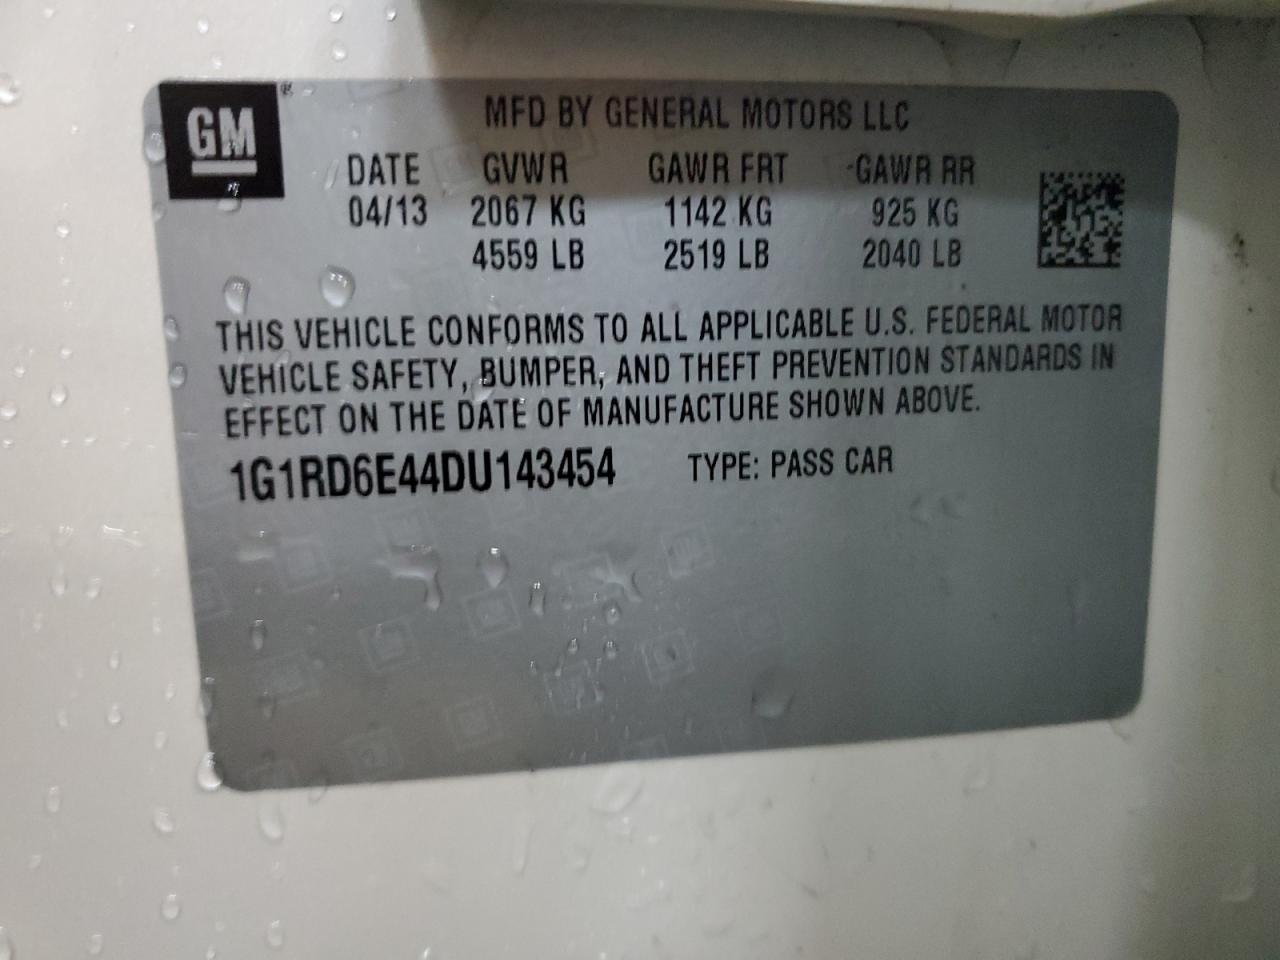 GM ®
MFD BY GENERAL MOTORS LLC
DATE GVWR GAWR FRT GAWR RR
04/13 2067 KG 1142 KG 925 KG
4559 LB 2519 LB 2040 LB
THIS VEHICLE CONFORMS TO ALL APPLICABLE U.S. FEDERAL MOTOR
VEHICLE SAFETY, BUMPER, AND THEFT PREVENTION STANDARDS IN
EFFECT ON THE DATE OF MANUFACTURE SHOWN ABOVE.
1G1RD6E44DU143454 TYPE: PASS CAR